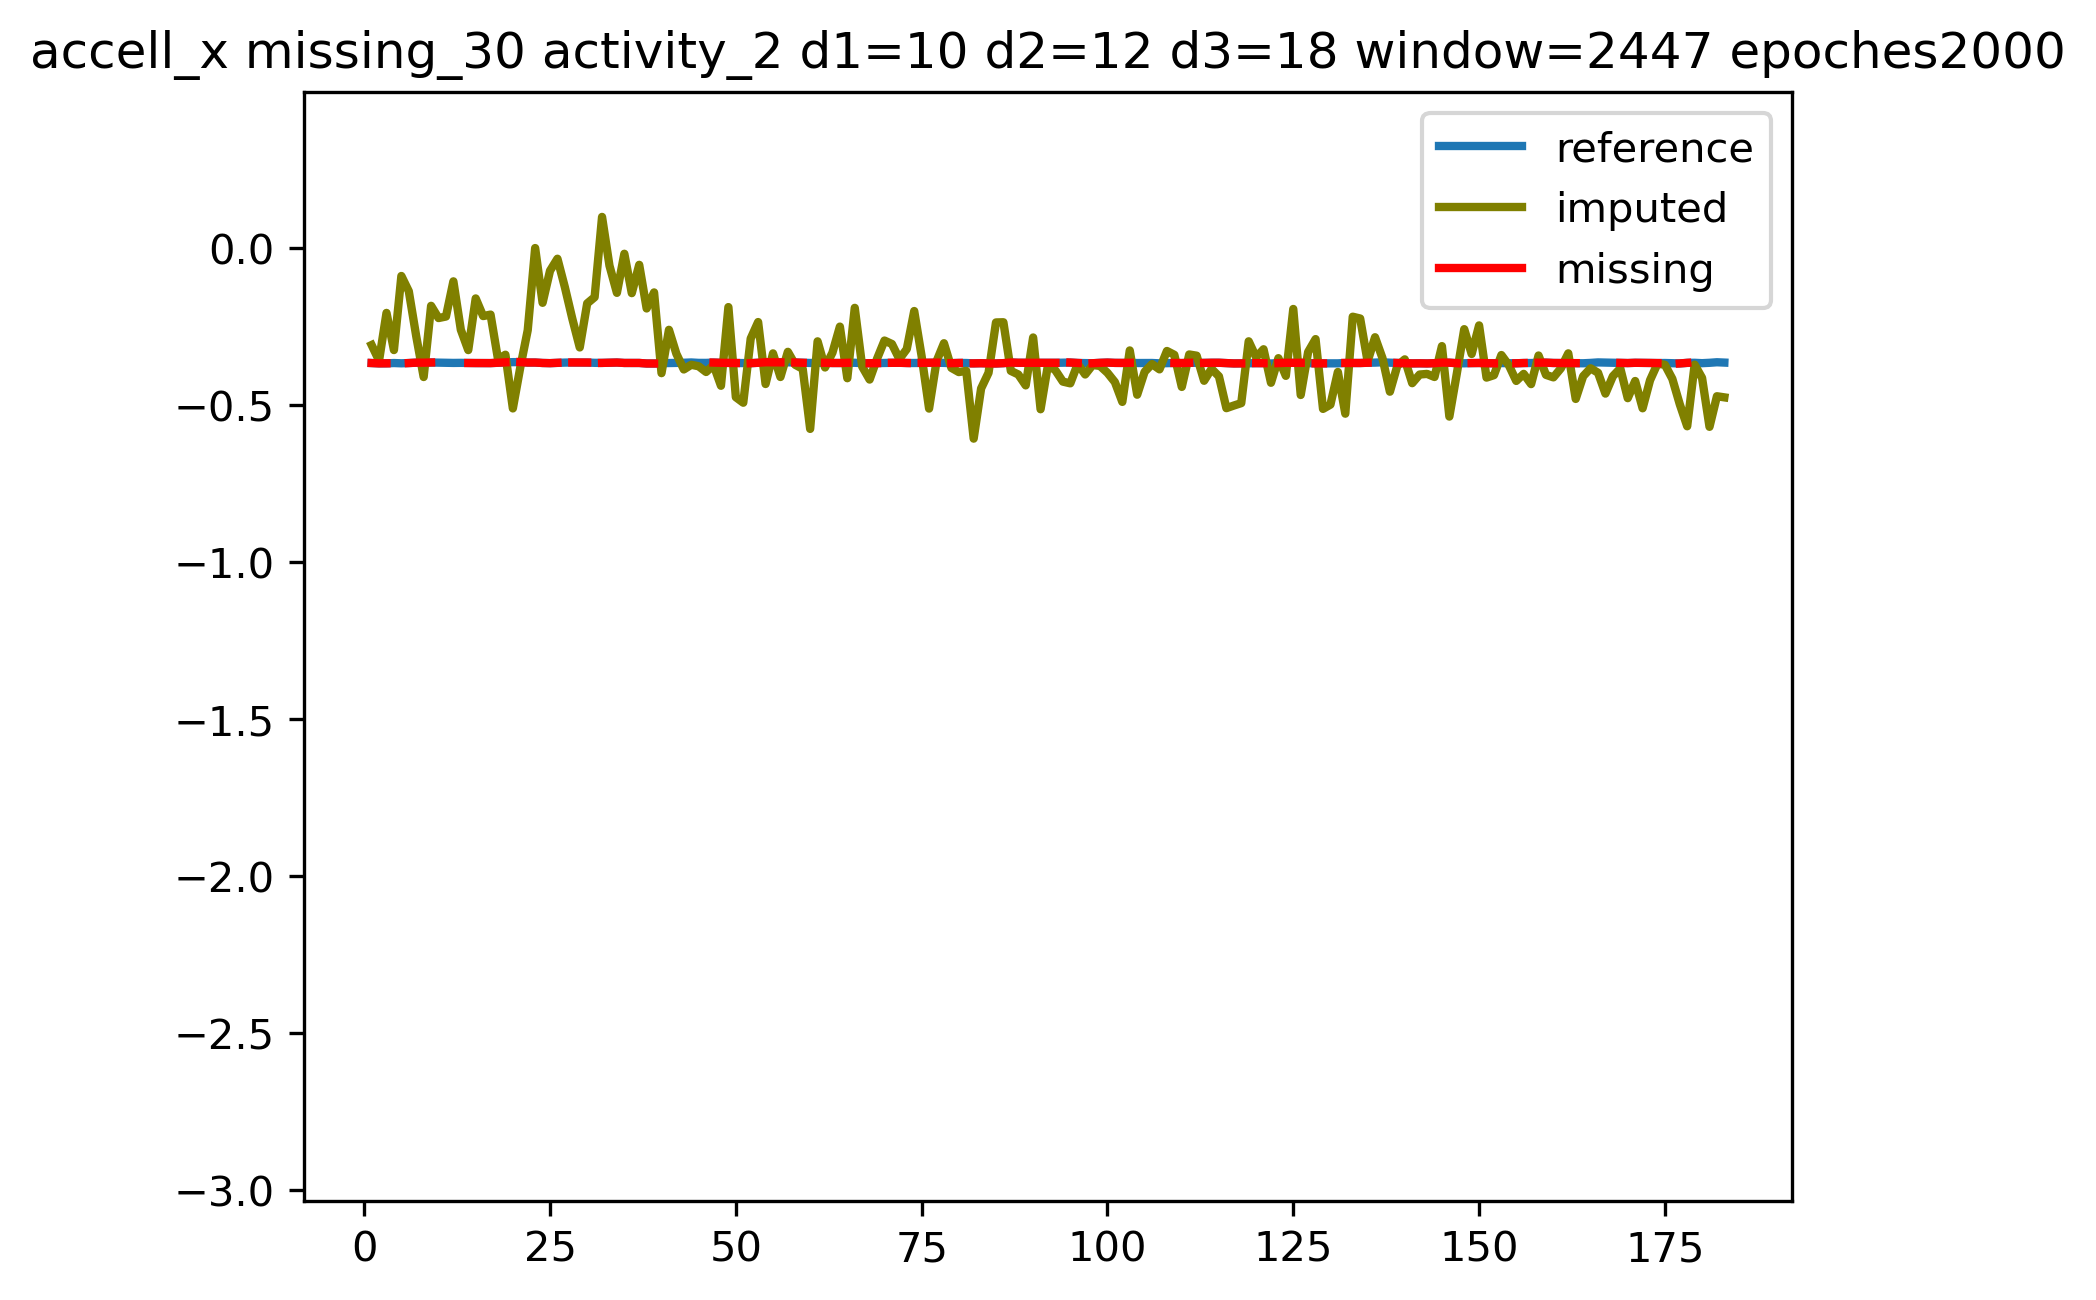 accell_x missing_30 activity_2 d1=10 d2=12 d3=18 window=2447 epoches2000
reference
imputed
missing
0.0
−0.5
−1.0
−1.5
−2.0
−2.5
−3.0
0 25 50 75 100 125 150 175